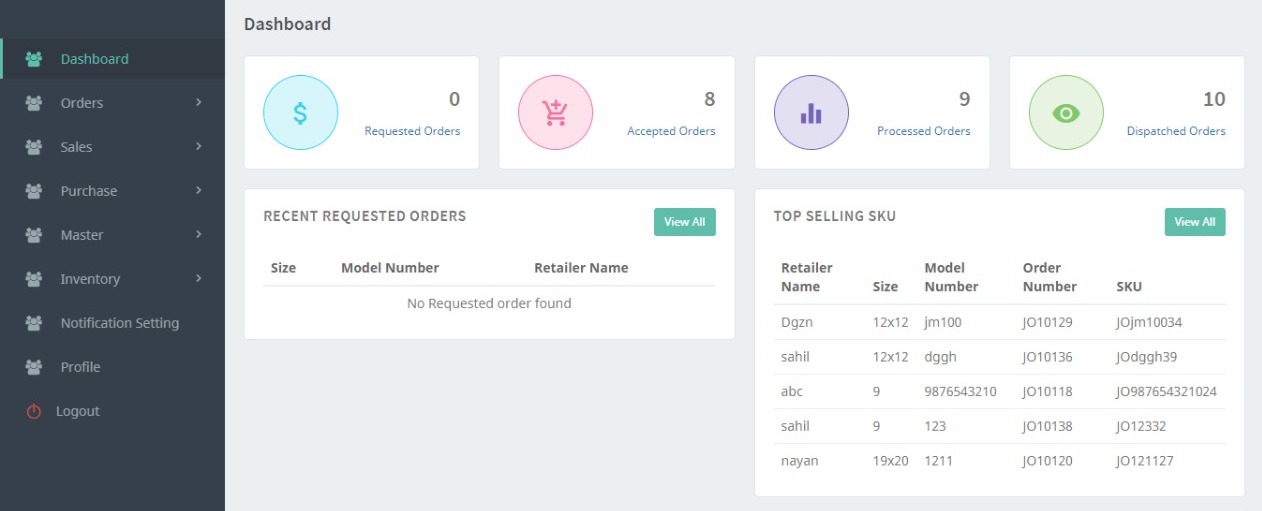 Dashboard
Dashboard
Orders
Sales
Purchase
Master
Inventory
Notification Setting
Profile
Logout
0
Requested Orders
8
Accepted Orders
9
Processed Orders
10
Dispatched Orders
RECENT REQUESTED ORDERS View All
Size Model Number Retailer Name
No Requested order found
TOP SELLING SKU View All
Retailer Name Size Model Number Order Number SKU
Dgzn 12x12 jm100 JO10129 JOjm10034
sahil 12x12 dggh JO10136 JOdggh39
abc 9 9876543210 JO10118 JO987654321024
sahil 9 123 JO10138 JO12332
nayan 19x20 1211 JO10120 JO121127